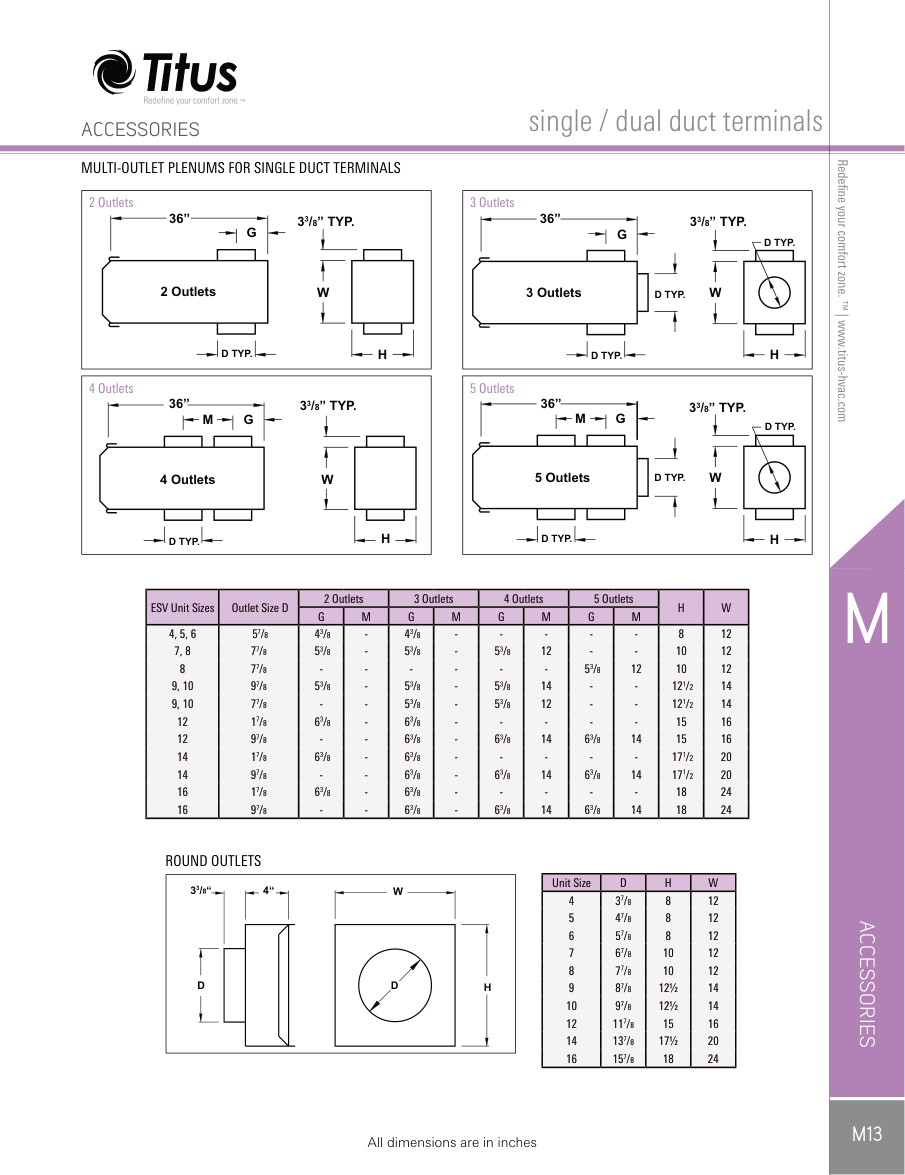 Titus
Redefine your comfort zone.™
ACCESSORIES
single / dual duct terminals
MULTI-OUTLET PLENUMS FOR SINGLE DUCT TERMINALS
2 Outlets
36”
G
3³/₈” TYP.
2 Outlets
W
D TYP.
H
3 Outlets
36”
G
3³/₈” TYP.
D TYP.
3 Outlets
D TYP.
W
D TYP.
H
4 Outlets
36”
M G
3³/₈” TYP.
4 Outlets
W
D TYP.
H
5 Outlets
36”
M G
3³/₈” TYP.
D TYP.
5 Outlets
D TYP.
W
D TYP.
H
ESV Unit Sizes Outlet Size D 2 Outlets 3 Outlets 4 Outlets 5 Outlets H W
G M G M G M G M
4, 5, 6 5⁷/₈ 4³/₈ - 4³/₈ - - - - - 8 12
7, 8 7⁷/₈ 5³/₈ - 5³/₈ - 5³/₈ 12 - - 10 12
8 7⁷/₈ - - - - - - 5³/₈ 12 10 12
9, 10 9⁷/₈ 5³/₈ - 5³/₈ - 5³/₈ 14 - - 12¹/₂ 14
9, 10 7⁷/₈ - - 5³/₈ - 5³/₈ 12 - - 12¹/₂ 14
12 1⁷/₈ 6³/₈ - 6³/₈ - - - - - 15 16
12 9⁷/₈ - - 6³/₈ - 6³/₈ 14 6³/₈ 14 15 16
14 1⁷/₈ 6³/₈ - 6³/₈ - - - - - 17¹/₂ 20
14 9⁷/₈ - - 6³/₈ - 6³/₈ 14 6³/₈ 14 17¹/₂ 20
16 1⁷/₈ 6³/₈ - 6³/₈ - - - - - 18 24
16 9⁷/₈ - - 6³/₈ - 6³/₈ 14 6³/₈ 14 18 24
ROUND OUTLETS
3³/₈“ 4“ W
D D H
Unit Size D H W
4 3⁷/₈ 8 12
5 4⁷/₈ 8 12
6 5⁷/₈ 8 12
7 6⁷/₈ 10 12
8 7⁷/₈ 10 12
9 8⁷/₈ 12½ 14
10 9⁷/₈ 12½ 14
12 11⁷/₈ 15 16
14 13⁷/₈ 17½ 20
16 15⁷/₈ 18 24
All dimensions are in inches
Redefine your comfort zone. ™ | www.titus-hvac.com
M
ACCESSORIES
M13